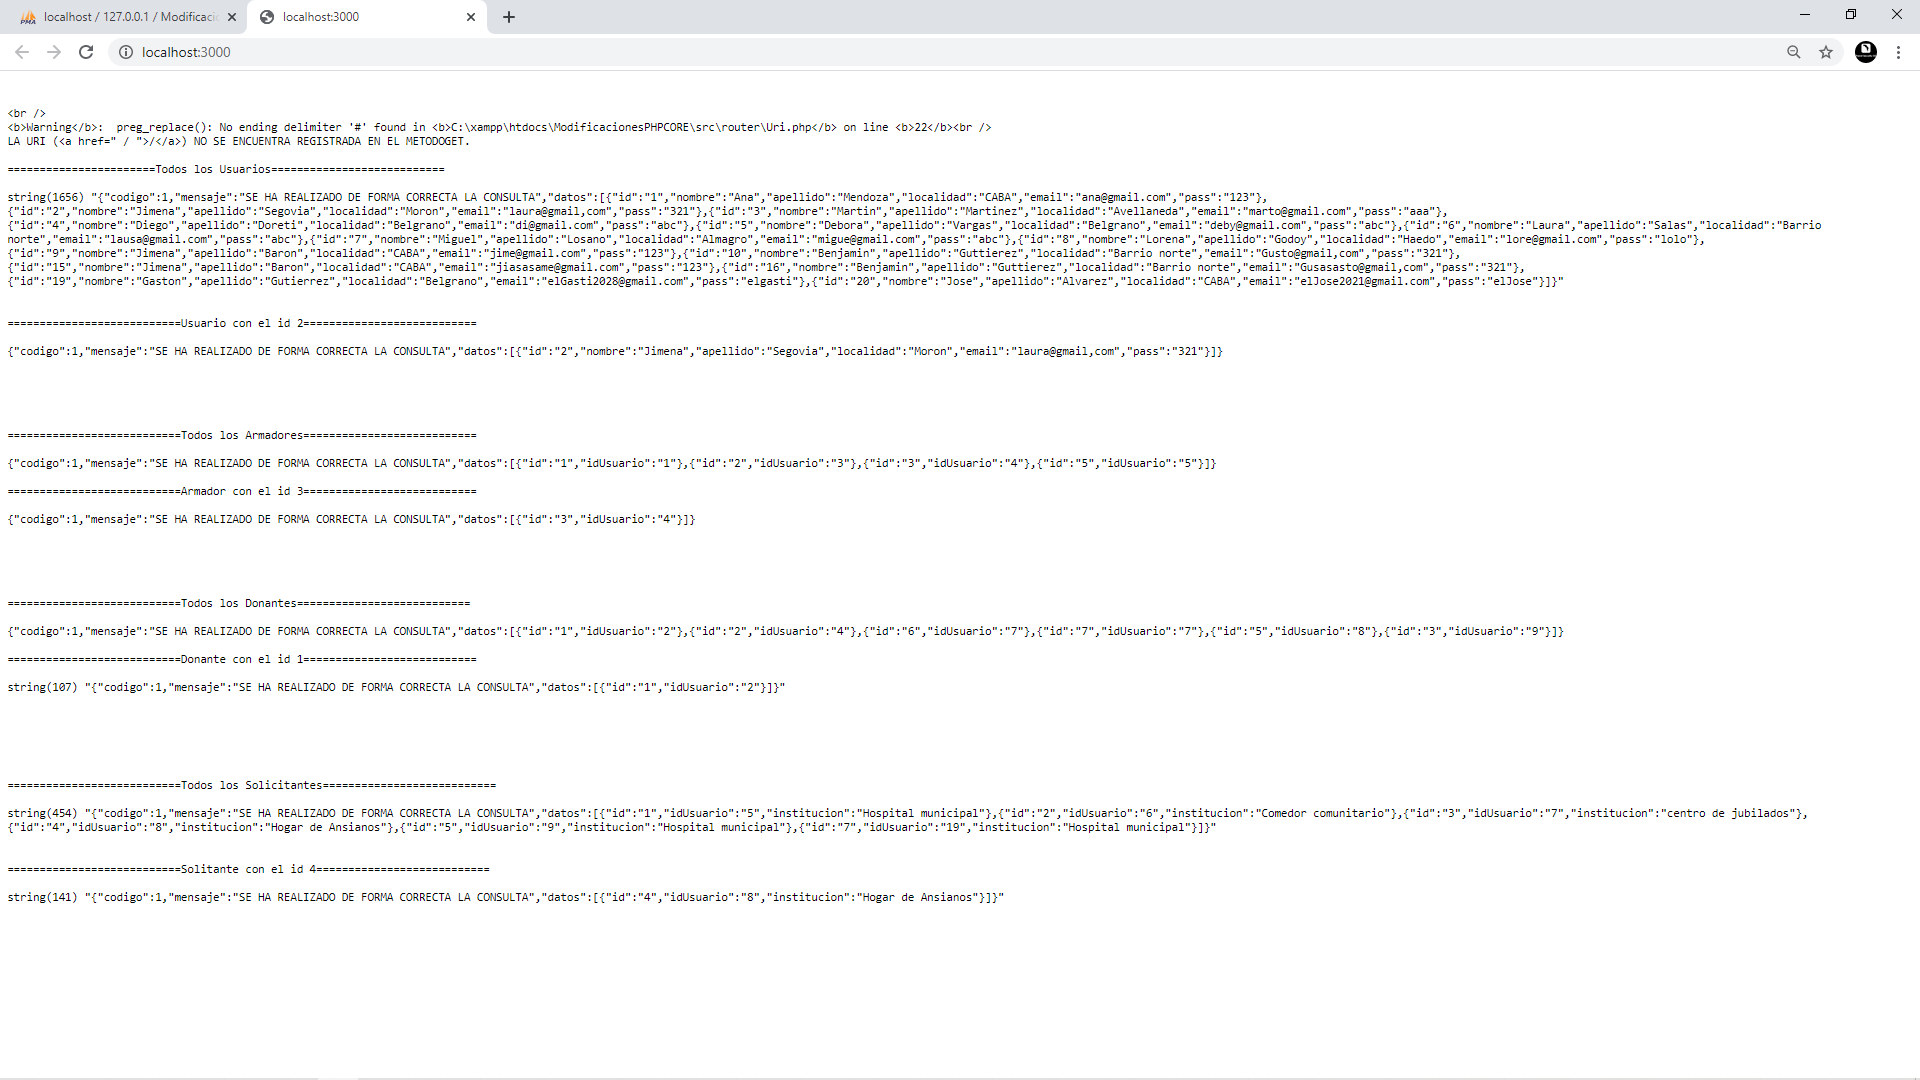 localhost / 127.0.0.1 / Modificaci
localhost:3000
localhost:3000
<br />
<b>Warning</b>:  preg_replace(): No ending delimiter '#' found in <b>C:\xampp\htdocs\ModificacionesPHPCORE\src\router\Uri.php</b> on line <b>22</b><br />
LA URI (<a href=" / ">/</a>) NO SE ENCUENTRA REGISTRADA EN EL METODOGET.
=======================Todos los Usuarios===========================
string(1656) "{"codigo":1,"mensaje":"SE HA REALIZADO DE FORMA CORRECTA LA CONSULTA","datos":[{"id":"1","nombre":"Ana","apellido":"Mendoza","localidad":"CABA","email":"ana@gmail.com","pass":"123"},
{"id":"2","nombre":"Jimena","apellido":"Segovia","localidad":"Moron","email":"laura@gmail,com","pass":"321"},{"id":"3","nombre":"Martin","apellido":"Martinez","localidad":"Avellaneda","email":"marto@gmail.com","pass":"aaa"},
{"id":"4","nombre":"Diego","apellido":"Doreti","localidad":"Belgrano","email":"di@gmail.com","pass":"abc"},{"id":"5","nombre":"Debora","apellido":"Vargas","localidad":"Belgrano","email":"deby@gmail.com","pass":"abc"},{"id":"6","nombre":"Laura","apellido":"Salas","localidad":"Barrio
norte","email":"lausa@gmail.com","pass":"abc"},{"id":"7","nombre":"Miguel","apellido":"Losano","localidad":"Almagro","email":"migue@gmail.com","pass":"abc"},{"id":"8","nombre":"Lorena","apellido":"Godoy","localidad":"Haedo","email":"lore@gmail.com","pass":"lolo"},
{"id":"9","nombre":"Jimena","apellido":"Baron","localidad":"CABA","email":"jime@gmail.com","pass":"123"},{"id":"10","nombre":"Benjamin","apellido":"Guttierez","localidad":"Barrio norte","email":"Gusto@gmail,com","pass":"321"},
{"id":"15","nombre":"Jimena","apellido":"Baron","localidad":"CABA","email":"jiasasame@gmail.com","pass":"123"},{"id":"16","nombre":"Benjamin","apellido":"Guttierez","localidad":"Barrio norte","email":"Gusasasto@gmail,com","pass":"321"},
{"id":"19","nombre":"Gaston","apellido":"Gutierrez","localidad":"Belgrano","email":"elGasti2028@gmail.com","pass":"elgasti"},{"id":"20","nombre":"Jose","apellido":"Alvarez","localidad":"CABA","email":"elJose2021@gmail.com","pass":"elJose"}]}"
===========================Usuario con el id 2===========================
{"codigo":1,"mensaje":"SE HA REALIZADO DE FORMA CORRECTA LA CONSULTA","datos":[{"id":"2","nombre":"Jimena","apellido":"Segovia","localidad":"Moron","email":"laura@gmail,com","pass":"321"}]}
===========================Todos los Armadores===========================
{"codigo":1,"mensaje":"SE HA REALIZADO DE FORMA CORRECTA LA CONSULTA","datos":[{"id":"1","idUsuario":"1"},{"id":"2","idUsuario":"3"},{"id":"3","idUsuario":"4"},{"id":"5","idUsuario":"5"}]}
===========================Armador con el id 3===========================
{"codigo":1,"mensaje":"SE HA REALIZADO DE FORMA CORRECTA LA CONSULTA","datos":[{"id":"3","idUsuario":"4"}]}
===========================Todos los Donantes===========================
{"codigo":1,"mensaje":"SE HA REALIZADO DE FORMA CORRECTA LA CONSULTA","datos":[{"id":"1","idUsuario":"2"},{"id":"2","idUsuario":"4"},{"id":"6","idUsuario":"7"},{"id":"7","idUsuario":"7"},{"id":"5","idUsuario":"8"},{"id":"3","idUsuario":"9"}]}
===========================Donante con el id 1===========================
string(107) "{"codigo":1,"mensaje":"SE HA REALIZADO DE FORMA CORRECTA LA CONSULTA","datos":[{"id":"1","idUsuario":"2"}]}"
===========================Todos los Solicitantes===========================
string(454) "{"codigo":1,"mensaje":"SE HA REALIZADO DE FORMA CORRECTA LA CONSULTA","datos":[{"id":"1","idUsuario":"5","institucion":"Hospital municipal"},{"id":"2","idUsuario":"6","institucion":"Comedor comunitario"},{"id":"3","idUsuario":"7","institucion":"centro de jubilados"},
{"id":"4","idUsuario":"8","institucion":"Hogar de Ansianos"},{"id":"5","idUsuario":"9","institucion":"Hospital municipal"},{"id":"7","idUsuario":"19","institucion":"Hospital municipal"}]}"
===========================Solitante con el id 4===========================
string(141) "{"codigo":1,"mensaje":"SE HA REALIZADO DE FORMA CORRECTA LA CONSULTA","datos":[{"id":"4","idUsuario":"8","institucion":"Hogar de Ansianos"}]}"